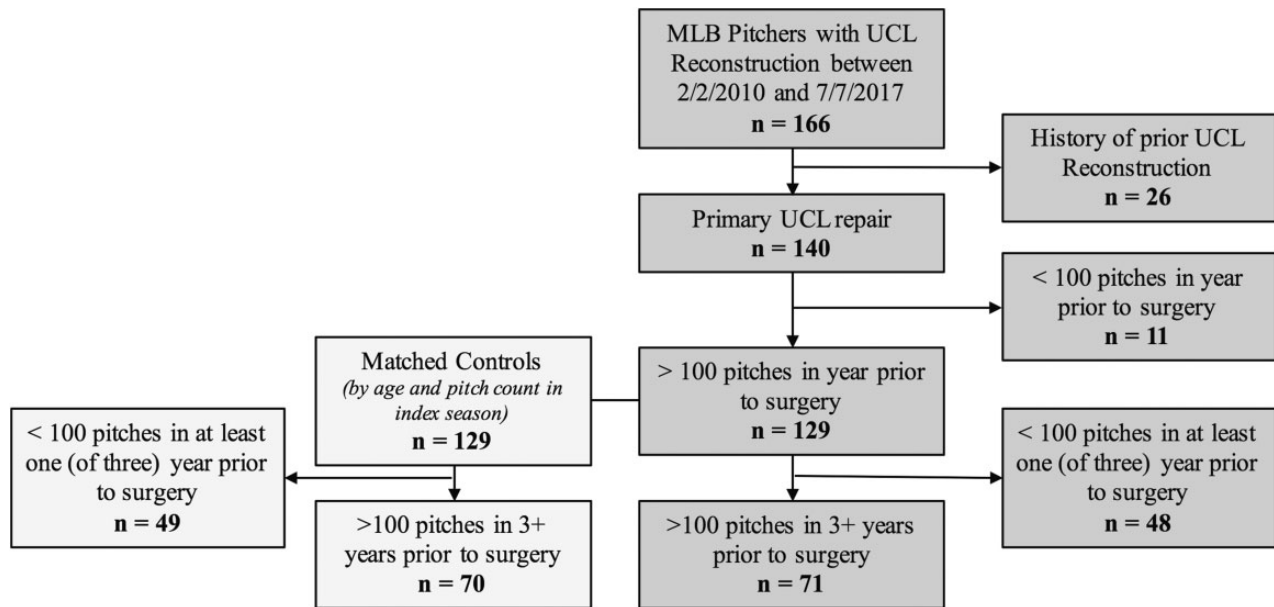 MLB Pitchers with UCL
Reconstruction between
2/2/2010 and 7/7/2017
n = 166
History of prior UCL
Reconstruction
n = 26
Primary UCL repair
n = 140
< 100 pitches in year
prior to surgery
n = 11
Matched Controls
(by age and pitch count in
index season)
n = 129
> 100 pitches in year prior
to surgery
n = 129
< 100 pitches in at least
one (of three) year prior
to surgery
n = 49
< 100 pitches in at least
one (of three) year prior
to surgery
n = 48
>100 pitches in 3+
years prior to surgery
n = 70
>100 pitches in 3+ years
prior to surgery
n = 71